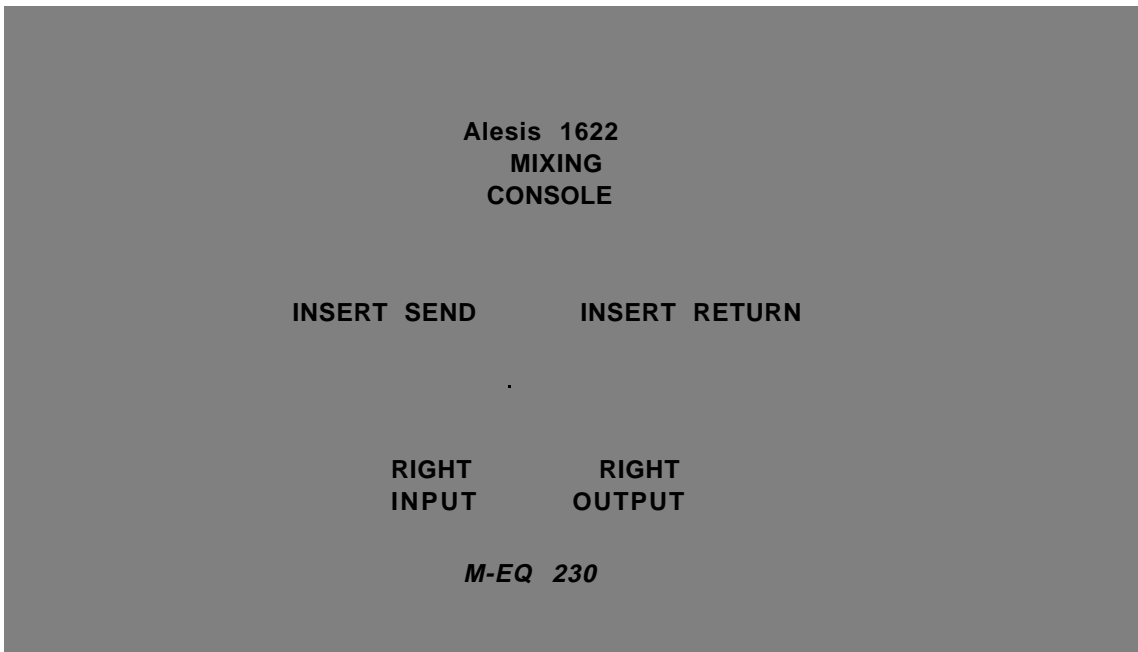 Alesis 1622
MIXING
CONSOLE
INSERT SEND INSERT RETURN
RIGHT RIGHT
INPUT OUTPUT
M-EQ 230